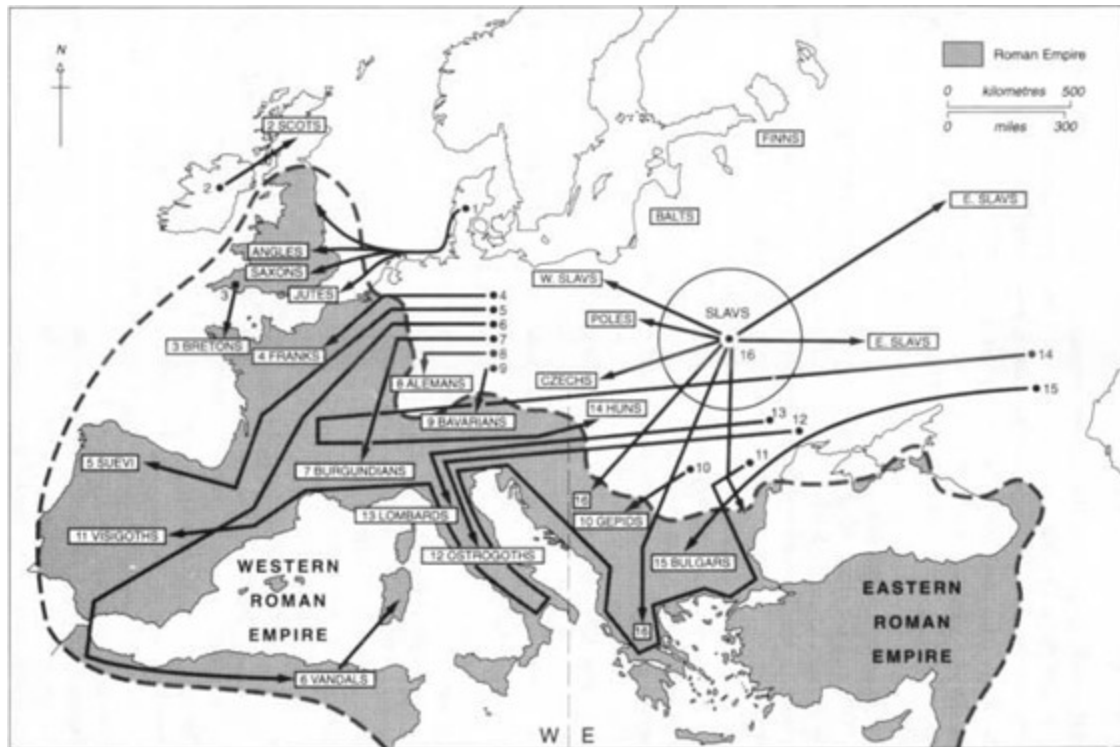 N
Roman Empire
0 kilometres 500
0 miles 300
2 SCOTS
FINNS
2
1
E. SLAVS
BALTS
ANGLES
SAXONS
W. SLAVS
3
JUTES
4
5
SLAVS
POLES
6
3 BRETONS
4 FRANKS
7
16
E. SLAVS
8
14
9
8 ALEMANS
CZECHS
15
14 HUNS
9 BAVARIANS
13
12
5 SUEVI
7 BURGUNDIANS
10
11
16
13 LOMBARDS
10 GEPIDS
11 VISIGOTHS
12 OSTROGOTHS
15 BULGARS
WESTERN
ROMAN
EMPIRE
EASTERN
ROMAN
EMPIRE
16
6 VANDALS
W E